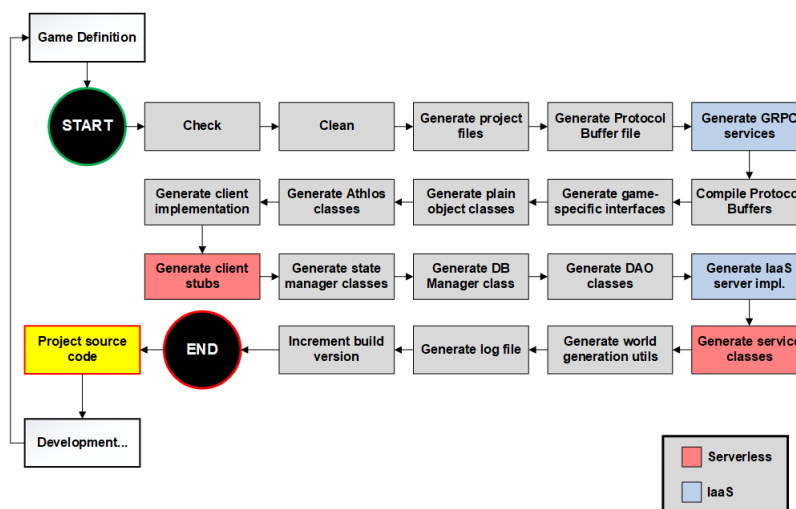 Game Definition
START
Check
Clean
Generate project
files
Generate Protocol
Buffer file
Generate GRPC
services
Generate client
implementation
Generate Athlos
classes
Generate plain
object classes
Generate game-
specific interfaces
Compile Protocol
Buffers
Generate client
stubs
Generate state
manager classes
Generate DB
Manager class
Generate DAO
classes
Generate IaaS
server impl.
Project source
code
END
Increment build
version
Generate log file
Generate world
generation utils
Generate service
classes
Development...
Serverless
IaaS